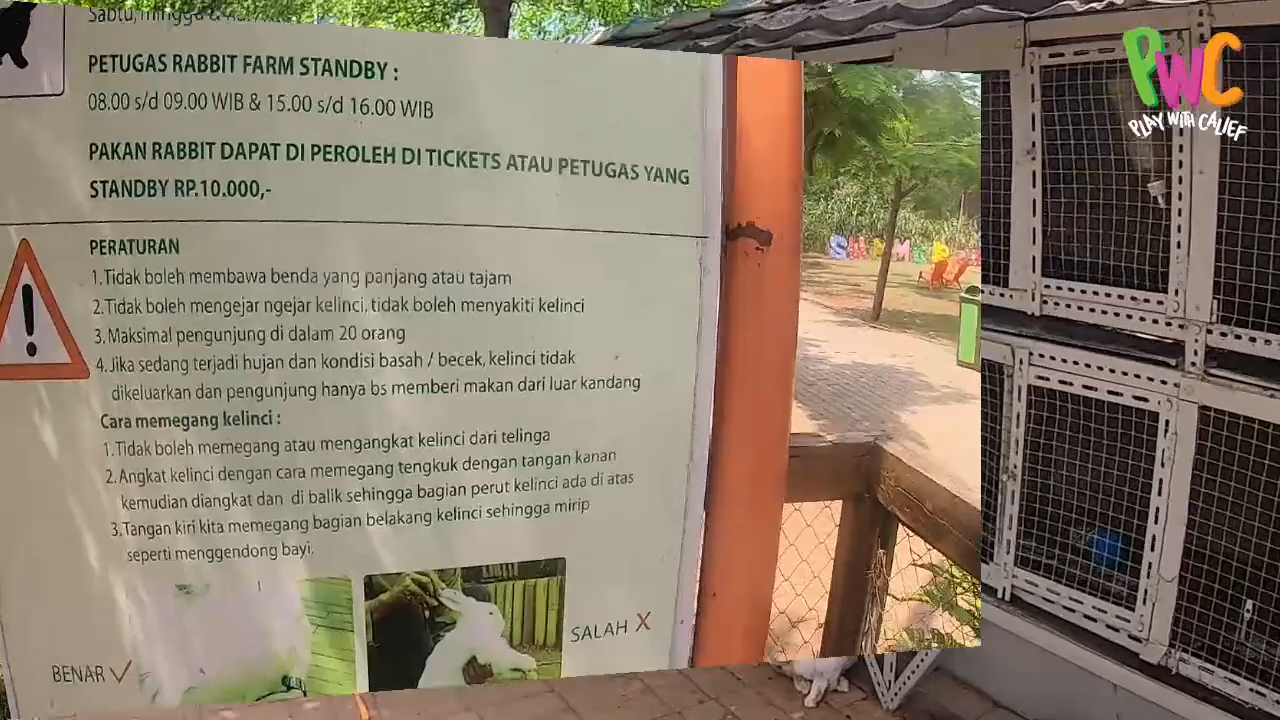 Sabtu, minggu &
PETUGAS RABBIT FARM STANDBY :
08.00 s/d 09.00 WIB & 15.00 s/d 16.00 WIB
PAKAN RABBIT DAPAT DI PEROLEH DI TICKETS ATAU PETUGAS YANG
STANDBY RP.10.000,-
PERATURAN
1.Tidak boleh membawa benda yang panjang atau tajam
2.Tidak boleh mengejar ngejar kelinci, tidak boleh menyakiti kelinci
3.Maksimal pengunjung di dalam 20 orang
4.Jika sedang terjadi hujan dan kondisi basah / becek, kelinci tidak
dikeluarkan dan pengunjung hanya bs memberi makan dari luar kandang
Cara memegang kelinci :
1.Tidak boleh memegang atau mengangkat kelinci dari telinga
2.Angkat kelinci dengan cara memegang tengkuk dengan tangan kanan
kemudian diangkat dan di balik sehingga bagian perut kelinci ada di atas
3.Tangan kiri kita memegang bagian belakang kelinci sehingga mirip
seperti menggendong bayi.
BENAR ✓
SALAH X
PWC
PLAY WITH CALIEF